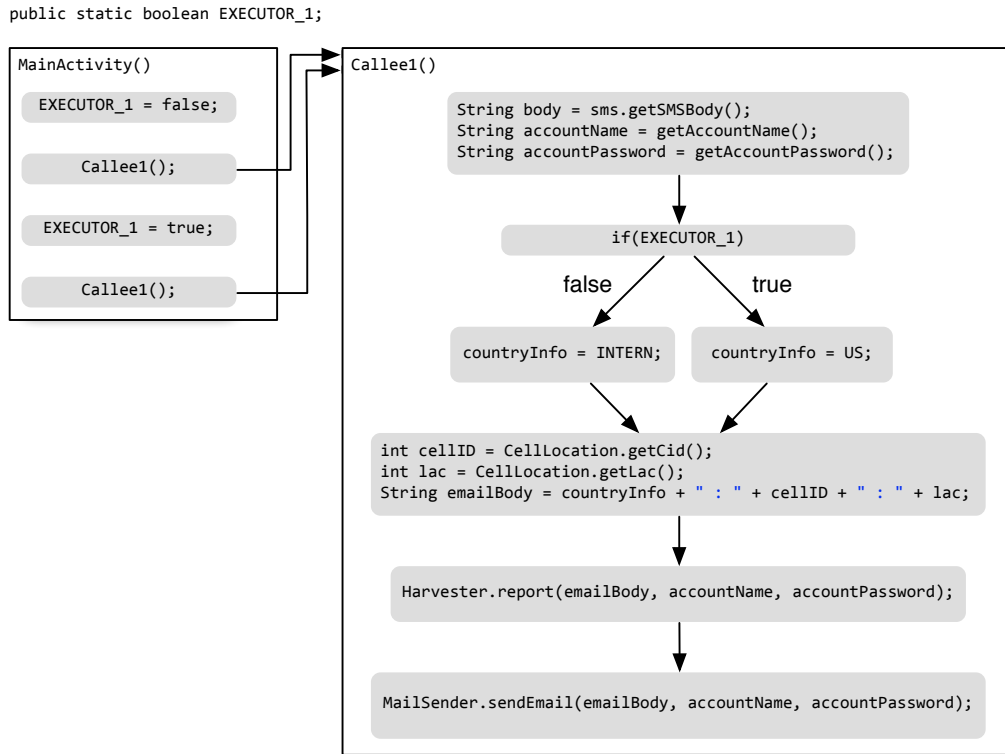 public static boolean EXECUTOR_1;
MainActivity()
EXECUTOR_1 = false;
Callee1();
EXECUTOR_1 = true;
Callee1();
Callee1()
String body = sms.getSMSBody();
String accountName = getAccountName();
String accountPassword = getAccountPassword();
if(EXECUTOR_1)
false
true
countryInfo = INTERN;
countryInfo = US;
int cellID = CellLocation.getCid();
int lac = CellLocation.getLac();
String emailBody = countryInfo + " : " + cellID + " : " + lac;
Harvester.report(emailBody, accountName, accountPassword);
MailSender.sendEmail(emailBody, accountName, accountPassword);